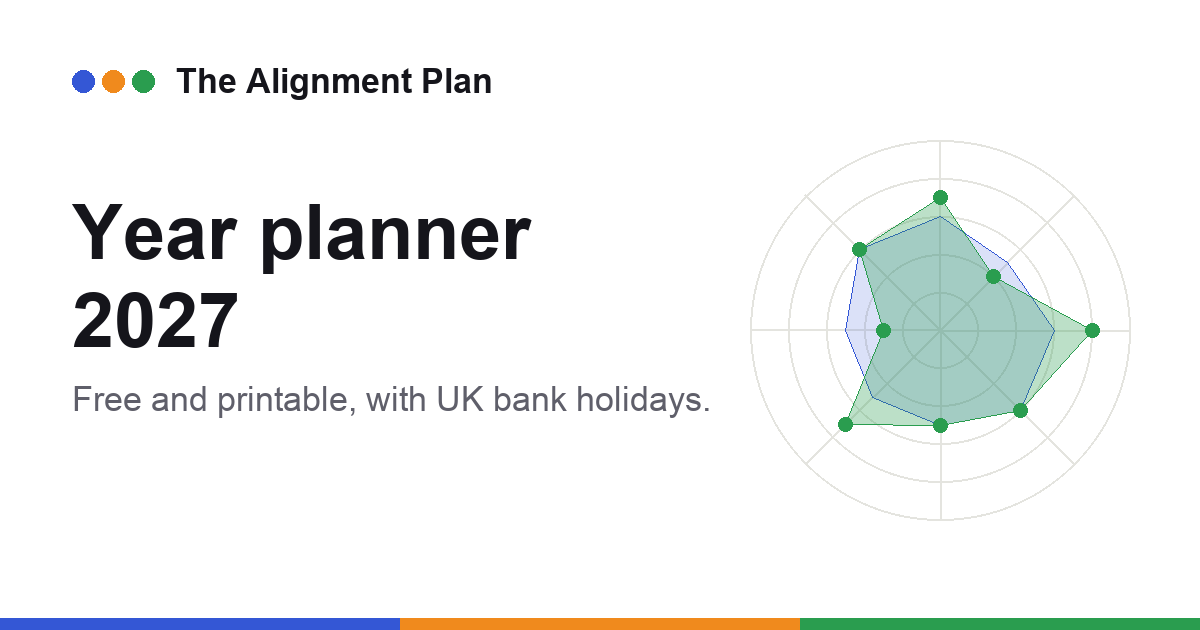 The Alignment Plan
Year planner
2027
Free and printable, with UK bank holidays.